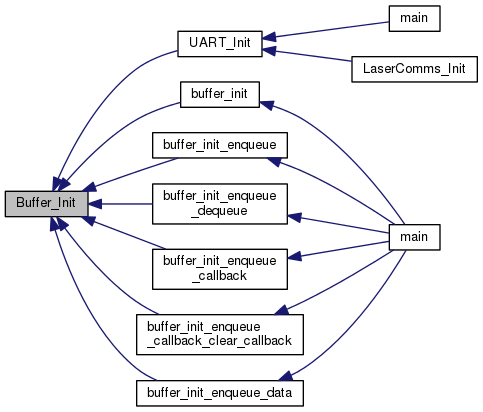 main
UART_Init
LaserComms_Init
buffer_init
buffer_init_enqueue
buffer_init_enqueue
_dequeue
Buffer_Init
main
buffer_init_enqueue
_callback
buffer_init_enqueue
_callback_clear_callback
buffer_init_enqueue_data